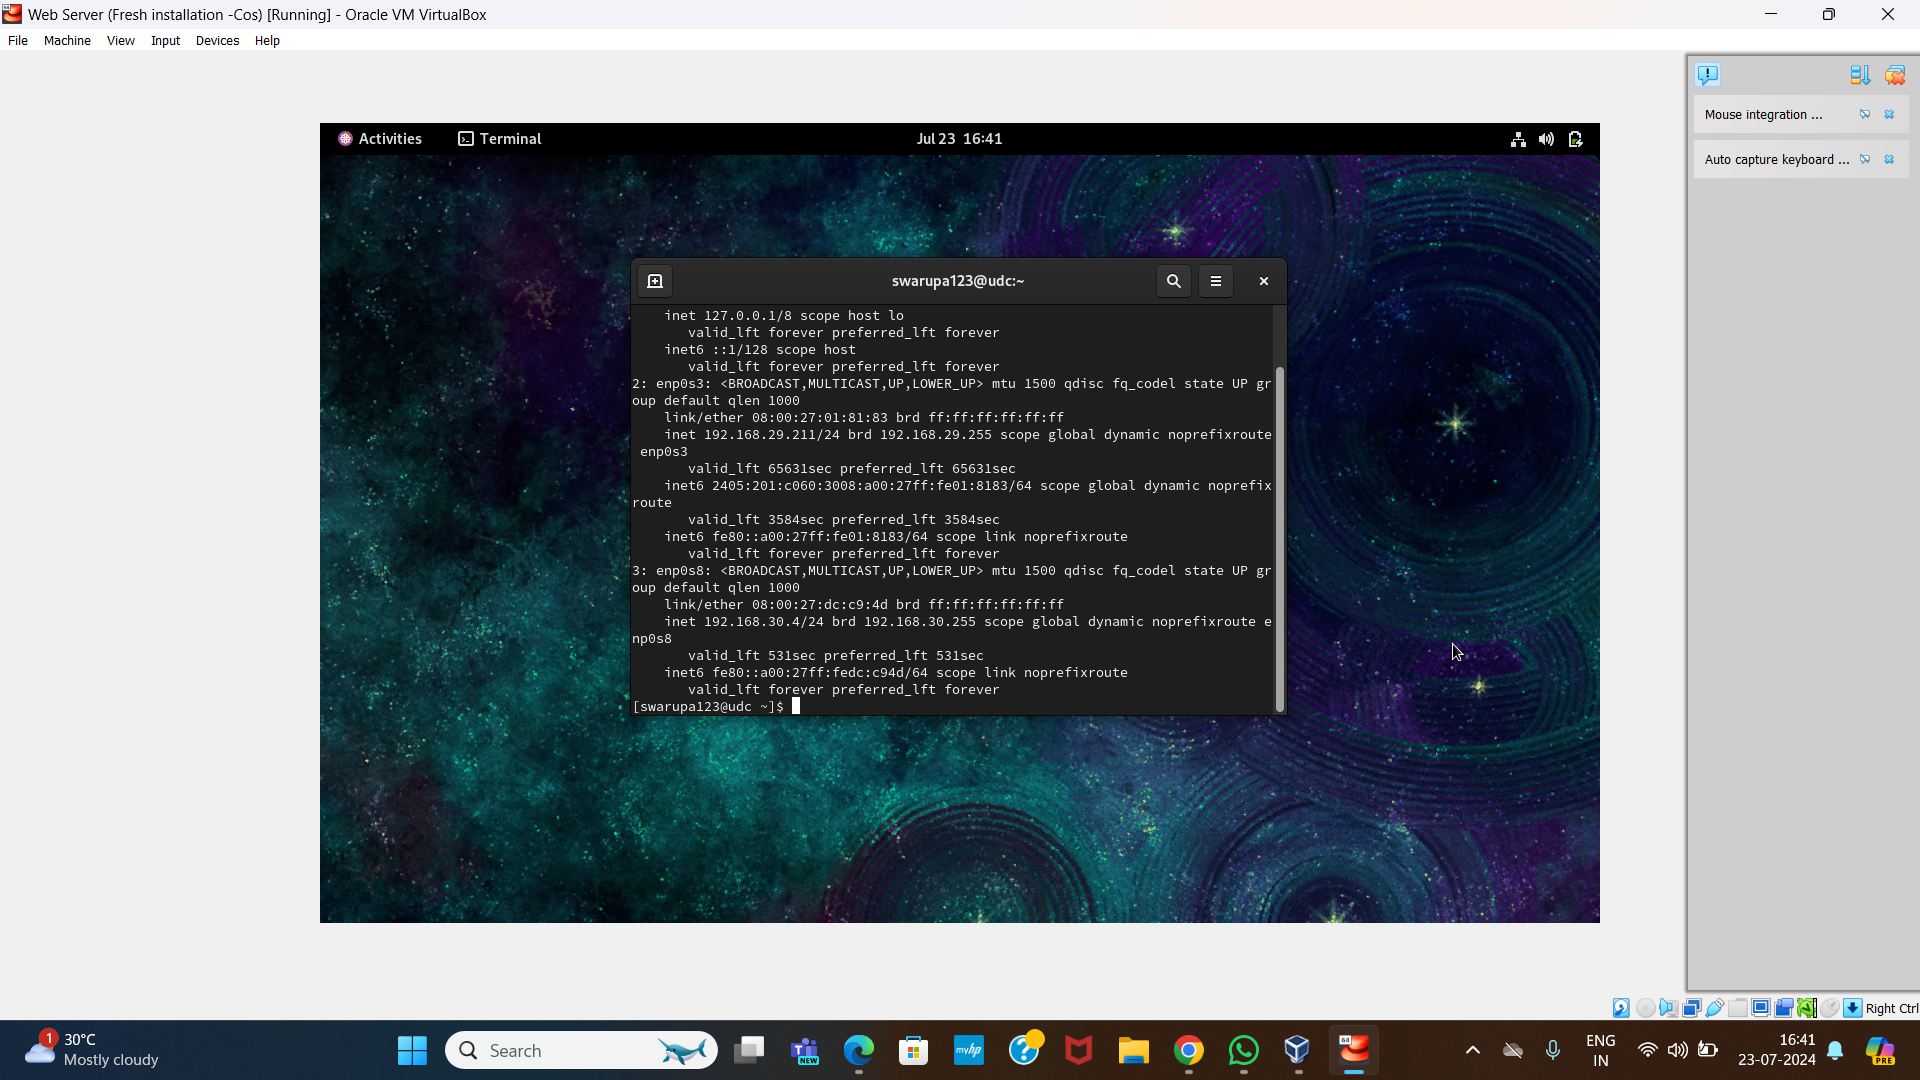 Web Server (Fresh installation -Cos) [Running] - Oracle VM VirtualBox
File Machine View Input Devices Help
Mouse integration ...
Auto capture keyboard ...
Activities Terminal Jul 23 16:41
swarupa123@udc:~
inet 127.0.0.1/8 scope host lo
valid_lft forever preferred_lft forever
inet6 ::1/128 scope host
valid_lft forever preferred_lft forever
2: enp0s3: <BROADCAST,MULTICAST,UP,LOWER_UP> mtu 1500 qdisc fq_codel state UP gr
oup default qlen 1000
link/ether 08:00:27:01:81:83 brd ff:ff:ff:ff:ff:ff
inet 192.168.29.211/24 brd 192.168.29.255 scope global dynamic noprefixroute
enp0s3
valid_lft 65631sec preferred_lft 65631sec
inet6 2405:201:c060:3008:a00:27ff:fe01:8183/64 scope global dynamic noprefix
route
valid_lft 3584sec preferred_lft 3584sec
inet6 fe80::a00:27ff:fe01:8183/64 scope link noprefixroute
valid_lft forever preferred_lft forever
3: enp0s8: <BROADCAST,MULTICAST,UP,LOWER_UP> mtu 1500 qdisc fq_codel state UP gr
oup default qlen 1000
link/ether 08:00:27:dc:c9:4d brd ff:ff:ff:ff:ff:ff
inet 192.168.30.4/24 brd 192.168.30.255 scope global dynamic noprefixroute e
np0s8
valid_lft 531sec preferred_lft 531sec
inet6 fe80::a00:27ff:fedc:c94d/64 scope link noprefixroute
valid_lft forever preferred_lft forever
[swarupa123@udc ~]$
Right Ctrl
1
30°C
Mostly cloudy
Search
NEW
myhp
64
ENG
IN
16:41
23-07-2024
PRE